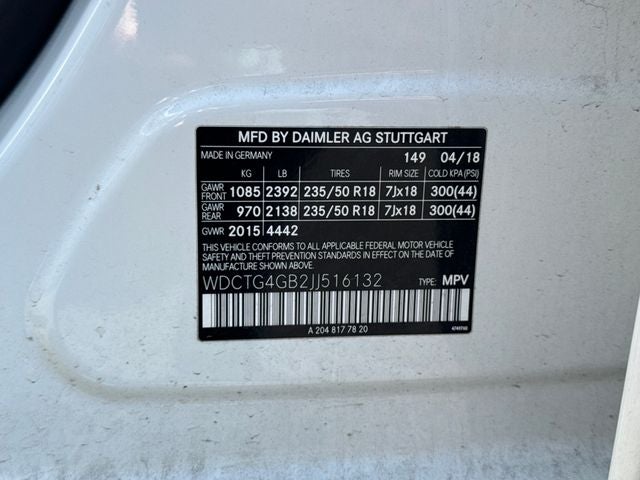 MFD BY DAIMLER AG STUTTGART
MADE IN GERMANY 149 04/18
KG LB TIRES RIM SIZE COLD KPA (PSI)
GAWR FRONT 1085 2392 235/50 R18 7Jx18 300(44)
GAWR REAR 970 2138 235/50 R18 7Jx18 300(44)
GVWR 2015 4442
THIS VEHICLE CONFORMS TO ALL APPLICABLE FEDERAL MOTOR VEHICLE
SAFETY AND THEFT PREVENTION STANDARDS IN EFFECT ON THE DATE OF
MANUFACTURE SHOWN ABOVE.
WDCTG4GB2JJ516132 TYPE: MPV
A 204 817 78 20